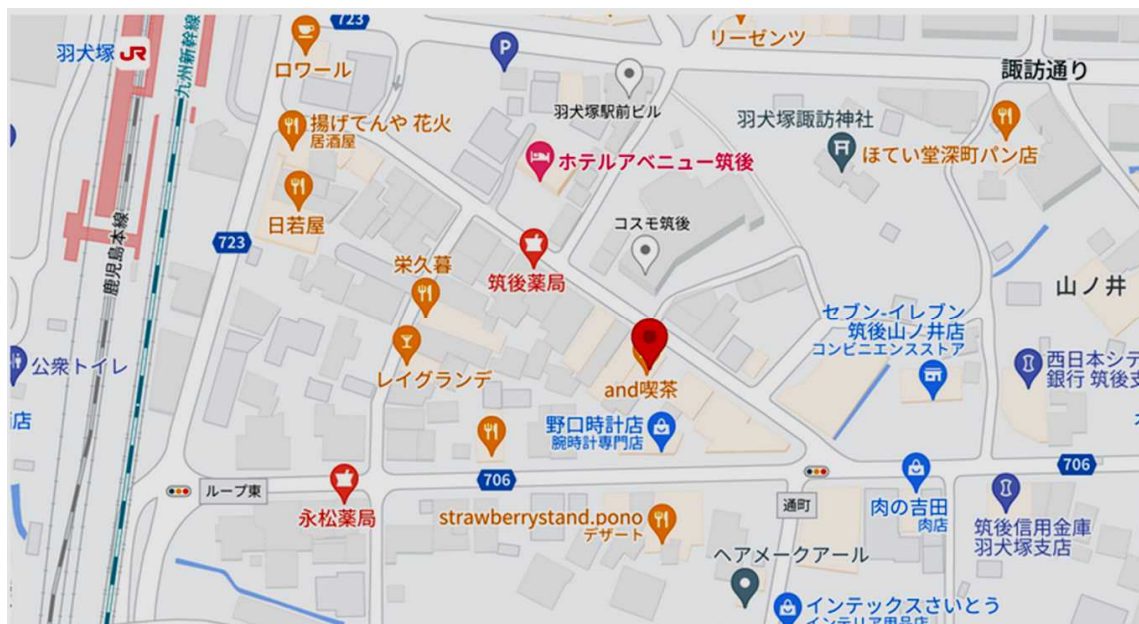 723
リーゼンツ
羽犬塚 JR
九州新幹線
ロワール
P
諏訪通り
羽犬塚駅前ビル
羽犬塚諏訪神社
揚げてんや 花火
居酒屋
ホテルアベニュー筑後
ほてい堂深町パン店
日若屋
コスモ筑後
723
鹿児島本線
栄久暮
筑後薬局
山ノ井
セブン-イレブン
筑後山ノ井店
コンビニエンスストア
公衆トイレ
西日本シテ
銀行 筑後支
レイグランデ
and喫茶
店
野口時計店
腕時計専門店
706
706
ループ東
通町
肉の吉田
肉店
永松薬局
strawberrystand.pono
デザート
筑後信用金庫
羽犬塚支店
ヘアメークアール
インテックスさいとう
インテリア用品店